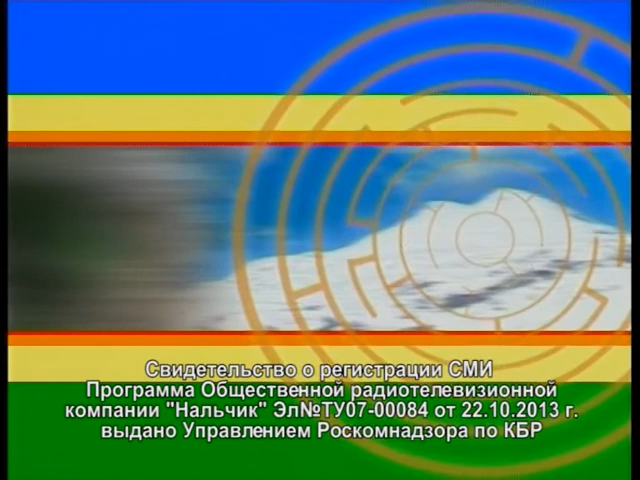 Свидетельство о регистрации СМИ
Программа Общественной радиотелевизионной
компании "Нальчик" Эл№ТУ07-00084 от 22.10.2013 г.
выдано Управлением Роскомнадзора по КБР